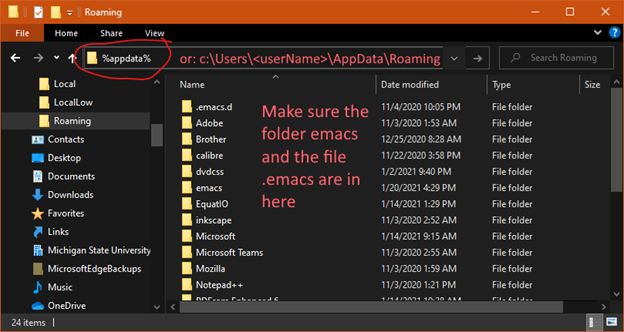 Roaming
File Home Share View
%appdata% or: c:\Users\<userName>\AppData\Roaming Search Roaming
Local
LocalLow
Roaming
Contacts
Desktop
Documents
Downloads
Favorites
Links
Michigan State University
MicrosoftEdgeBackups
Music
OneDrive
Name Date modified Type Size
.emacs.d 11/4/2020 10:05 PM File folder
Adobe 11/3/2020 1:53 AM File folder
Brother 12/25/2020 8:28 AM File folder
calibre 11/22/2020 3:58 PM File folder
dvdcss 1/2/2021 9:40 PM File folder
emacs 1/20/2021 4:29 PM File folder
EquatIO 1/14/2021 1:29 PM File folder
inkscape 11/3/2020 2:52 AM File folder
Microsoft 1/14/2021 9:15 AM File folder
Microsoft Teams 11/3/2020 2:55 AM File folder
Mozilla 11/3/2020 1:59 AM File folder
Notepad++ 11/3/2020 1:21 PM File folder
Make sure the
folder emacs
and the file
.emacs are in
here
24 items